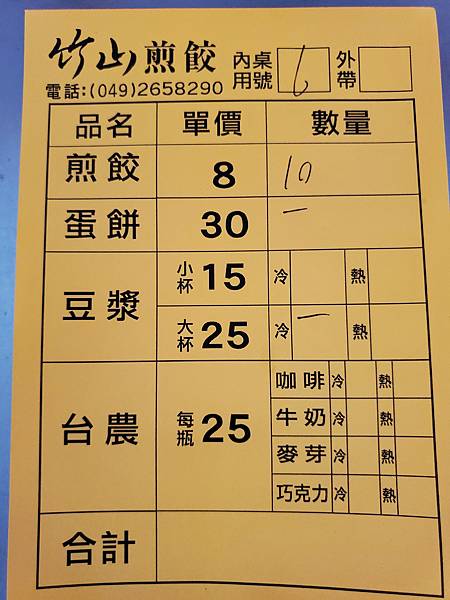 竹山煎餃 內用 桌號 6 外帶
電話:(049)2658290
品名 單價 數量
煎餃 8 10
蛋餅 30 一
豆漿 小杯 15 冷 熱
大杯 25 冷 一 熱
台農 每瓶 25 咖啡 冷 熱
牛奶 冷 熱
麥芽 冷 熱
巧克力 冷 熱
合計